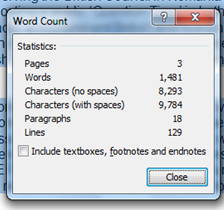 Word Count
?
Statistics:
Pages 3
Words 1,481
Characters (no spaces) 8,293
Characters (with spaces) 9,784
Paragraphs 18
Lines 129
Include textboxes, footnotes and endnotes
Close